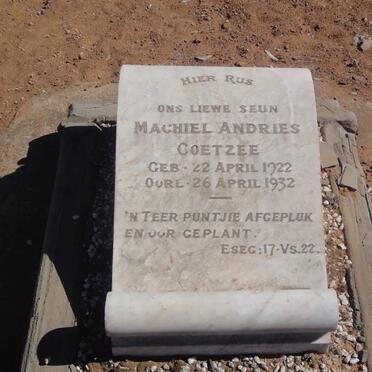 HIER RUS
ONS LIEWE SEUN
MACHIEL ANDRIES
COETZEE
GEB · 22 APRIL 1922
OORL · 26 APRIL 1932
'N TEER PUNTJIE AFGEPLUK
EN OOR GEPLANT.
ESEG: 17 · VS. 22.